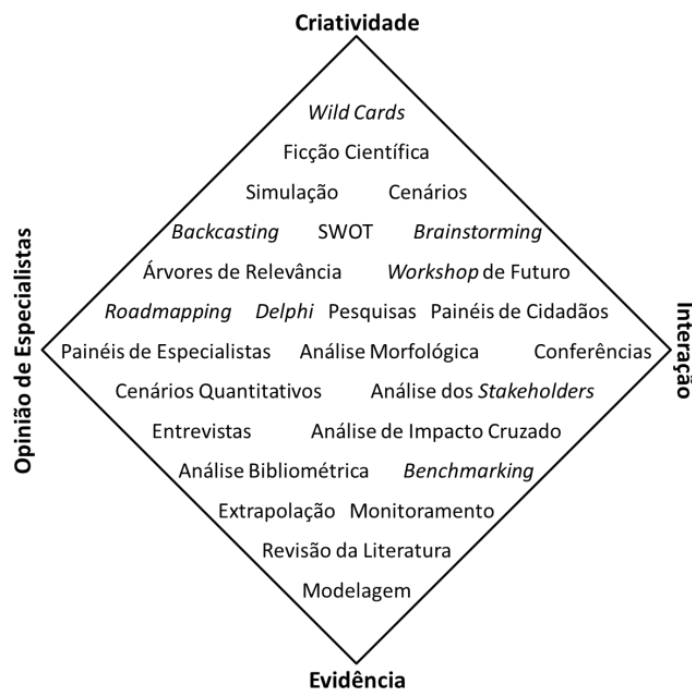 Criatividade
Wild Cards
Ficção Científica
Simulação Cenários
Backcasting SWOT Brainstorming
Árvores de Relevância Workshop de Futuro
Roadmapping Delphi Pesquisas Painéis de Cidadãos
Painéis de Especialistas Análise Morfológica Conferências
Cenários Quantitativos Análise dos Stakeholders
Entrevistas Análise de Impacto Cruzado
Análise Bibliométrica Benchmarking
Extrapolação Monitoramento
Revisão da Literatura
Modelagem
Evidência
Opinião de Especialistas
Interação